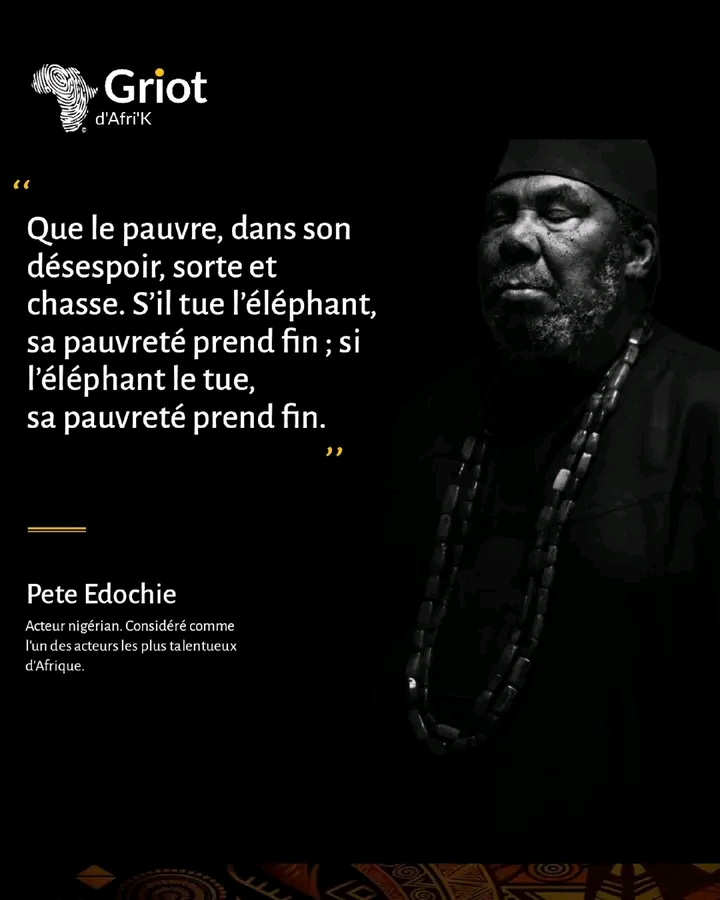 Griot
d'Afri'K
“
Que le pauvre, dans son
désespoir, sorte et
chasse. S’il tue l’éléphant,
sa pauvreté prend fin ; si
l’éléphant le tue,
sa pauvreté prend fin.
”
Pete Edochie
Acteur nigérian. Considéré comme
l'un des acteurs les plus talentueux
d'Afrique.